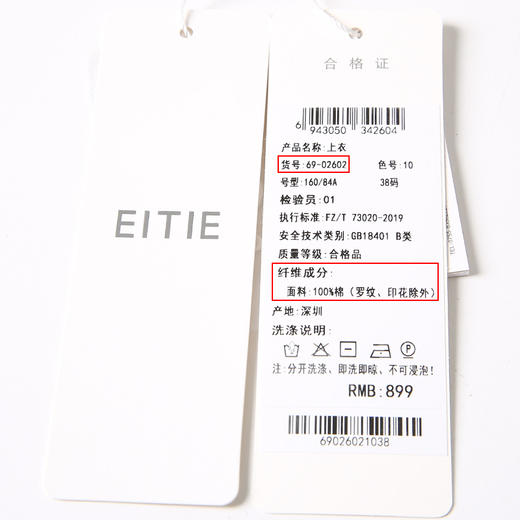 EITIE
合格证
6 943050 342604
产品名称:上衣
货号:69-02602 色号:10
号型:160/84A 38码
检验员:01
执行标准:FZ/T 73020-2019
安全技术类别:GB18401 B类
质量等级:合格品
纤维成分:
面料:100%棉(罗纹、印花除外)
产地:深圳
洗涤说明:
注:分开洗涤、即洗即晾、不可浸泡!
RMB:899
69026021038